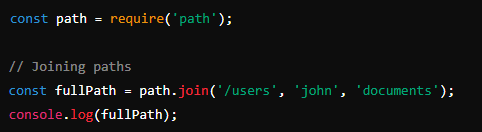 const path = require('path');
// Joining paths
const fullPath = path.join('/users', 'john', 'documents');
console.log(fullPath);